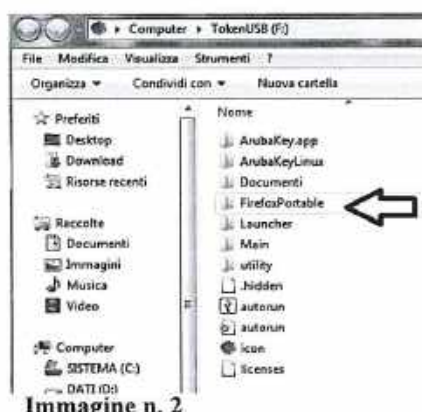 Computer ▸ TokenUSB (F:)
File Modifica Visualizza Strumenti ?
Organizza Condividi con Nuova cartella
Preferiti
Desktop
Download
Risorse recenti
Raccolte
Documenti
Immagini
Musica
Video
Computer
SISTEMA (C:)
DATI (D:)
Nome
ArubaKey.app
ArubaKeyLinux
Documenti
FirefoxPortable
Launcher
Main
utility
.hidden
autorun
autorun
icon
licenses
Immagine n. 2